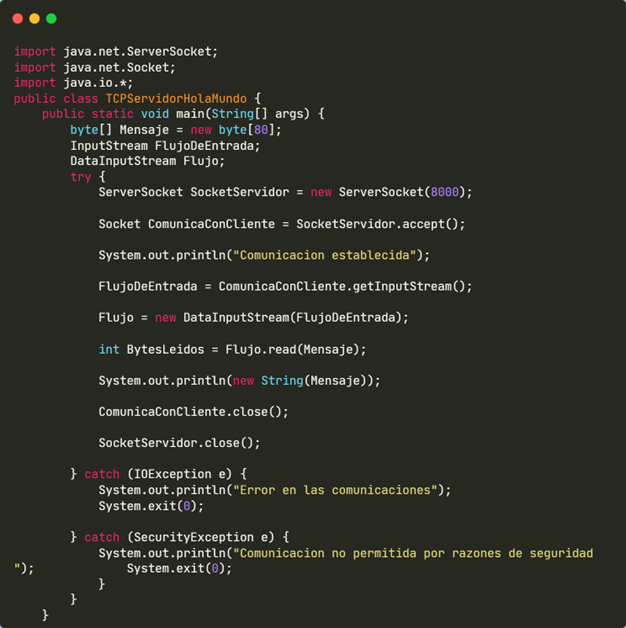 import java.net.ServerSocket;
import java.net.Socket;
import java.io.*;
public class TCPServidorHolaMundo {
    public static void main(String[] args) {
        byte[] Mensaje = new byte[80];
        InputStream FlujoDeEntrada;
        DataInputStream Flujo;
        try {
            ServerSocket SocketServidor = new ServerSocket(8000);
            Socket ComunicaConCliente = SocketServidor.accept();
            System.out.println("Comunicacion establecida");
            FlujoDeEntrada = ComunicaConCliente.getInputStream();
            Flujo = new DataInputStream(FlujoDeEntrada);
            int BytesLeidos = Flujo.read(Mensaje);
            System.out.println(new String(Mensaje));
            ComunicaConCliente.close();
            SocketServidor.close();
        } catch (IOException e) {
            System.out.println("Error en las comunicaciones");
            System.exit(0);
        } catch (SecurityException e) {
            System.out.println("Comunicacion no permitida por razones de seguridad
");             System.exit(0);
            }
        }
    }